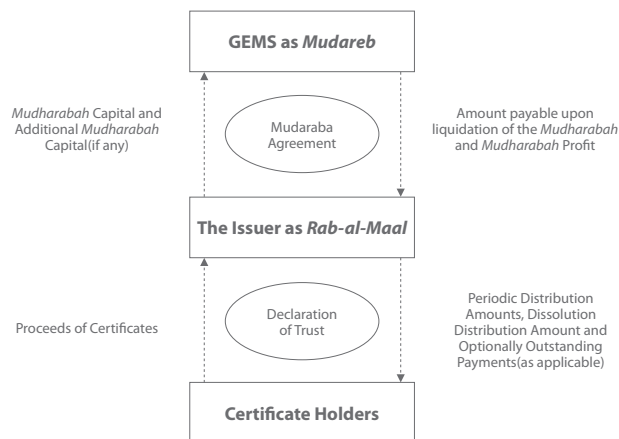 GEMS as Mudareb
Mudharabah Capital and
Additional Mudharabah
Capital(if any)
Mudaraba
Agreement
Amount payable upon
liquidation of the Mudharabah
and Mudharabah Profit
The Issuer as Rab-al-Maal
Proceeds of Certificates
Declaration
of Trust
Periodic Distribution
Amounts, Dissolution
Distribution Amount and
Optionally Outstanding
Payments(as applicable)
Certificate Holders